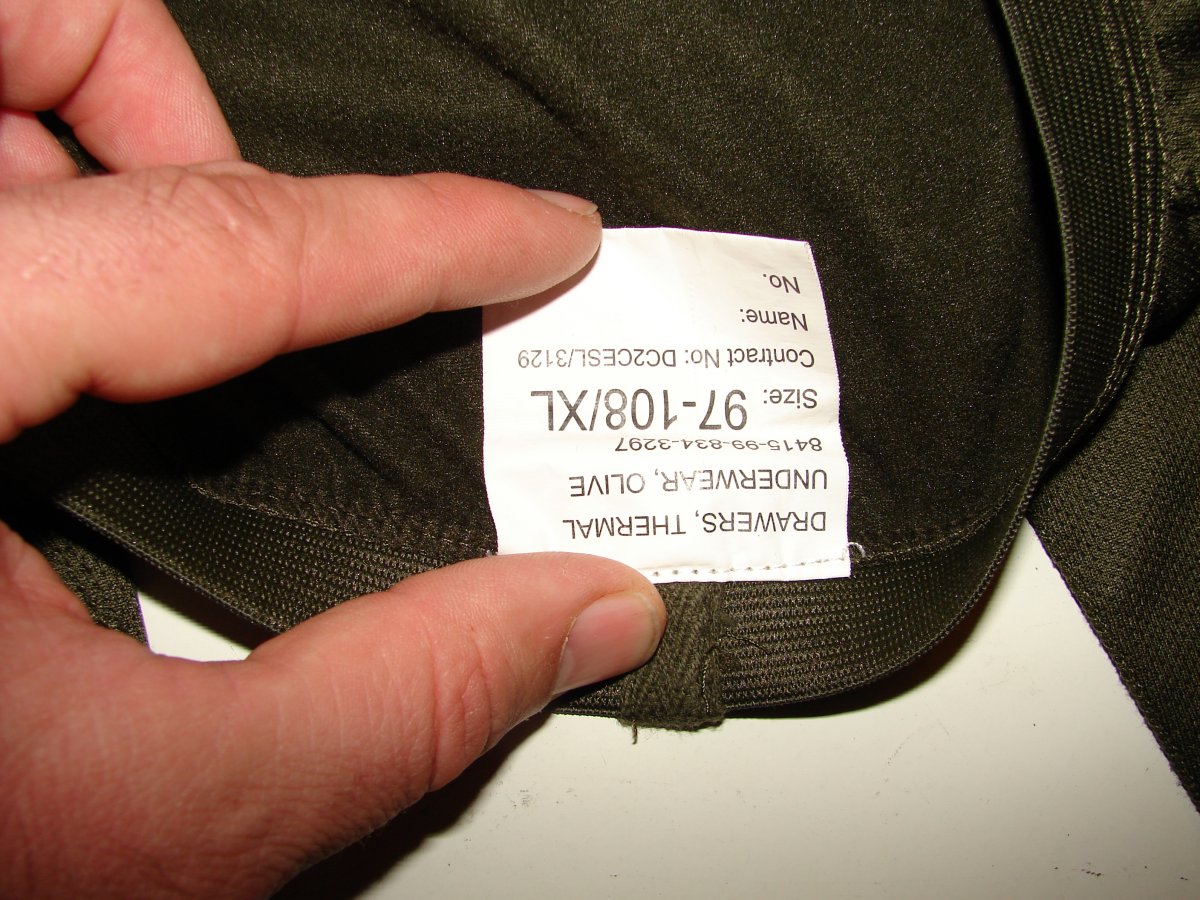 DRAWERS, THERMAL
UNDERWEAR, OLIVE
8415-99-834-3297
Size: 97-108/XL
Contract No: DC2CESL/3129
Name:
No.